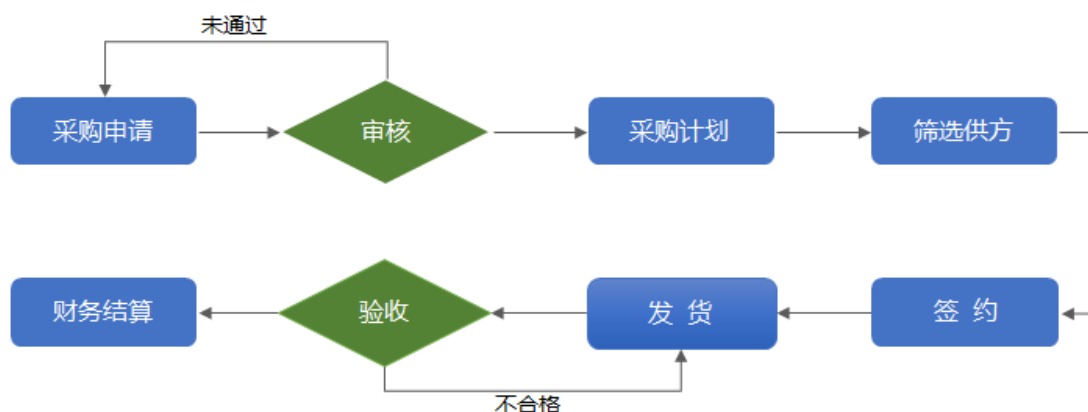 未通过
采购申请
审核
采购计划
筛选供方
财务结算
验收
发 货
签 约
不合格